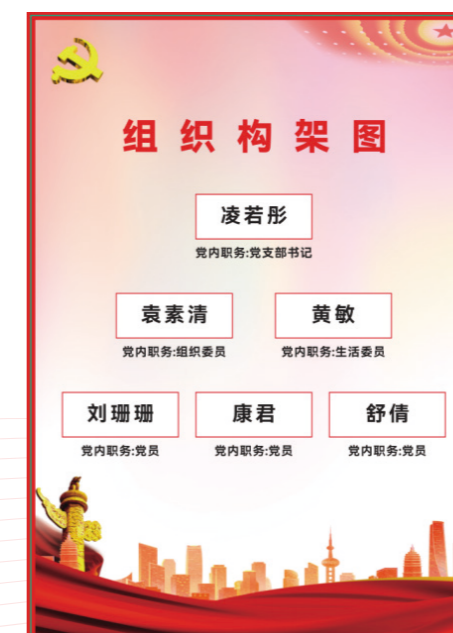 组织构架图
凌若彤
党内职务:党支部书记
袁素清 黄敏
党内职务:组织委员 党内职务:生活委员
刘珊珊 康君 舒倩
党内职务:党员 党内职务:党员 党内职务:党员